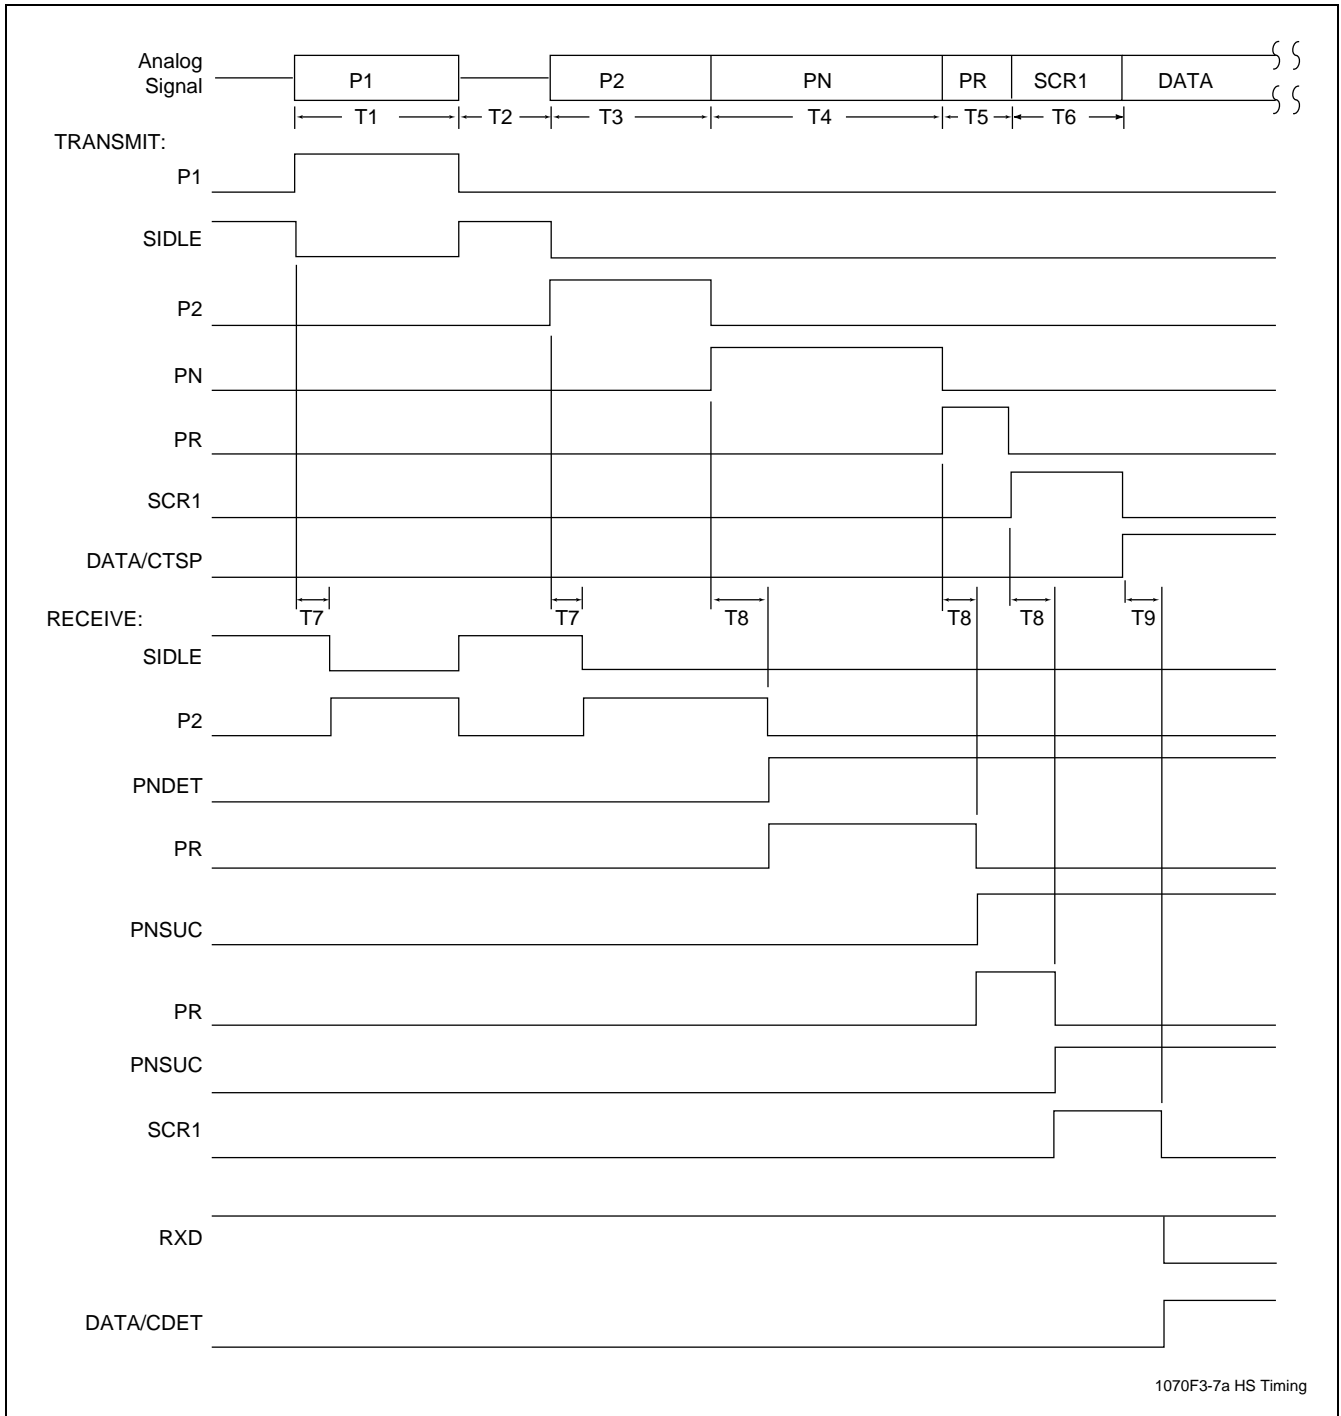 Analog
Signal
P1 P2 PN PR SCR1 DATA
T1 T2 T3 T4 T5 T6
TRANSMIT:
P1
SIDLE
P2
PN
PR
SCR1
DATA/CTSP
T7 T7 T8 T8 T8 T9
RECEIVE:
SIDLE
P2
PNDET
PR
PNSUC
PR
PNSUC
SCR1
RXD
DATA/CDET
1070F3-7a HS Timing